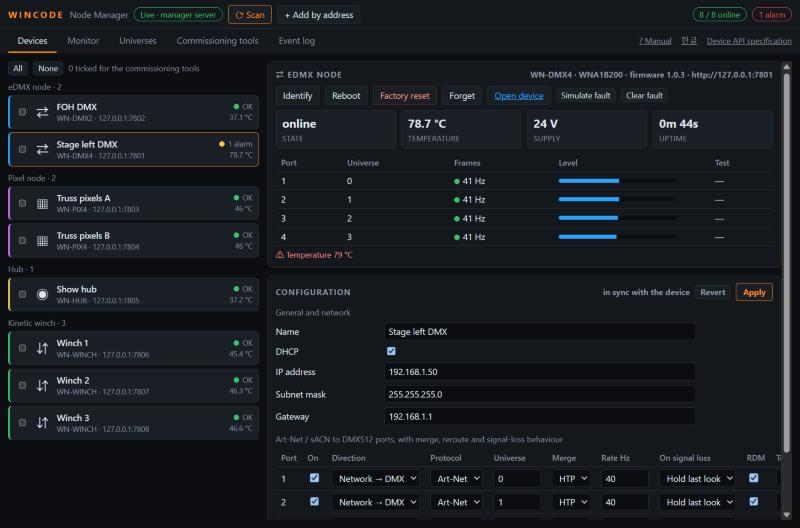 WINCODE Node Manager Live · manager server Scan + Add by address 8 / 8 online 1 alarm
Devices Monitor Universes Commissioning tools Event log ? Manual 한글 Device API specification
All None 0 ticked for the commissioning tools
eDMX node · 2
FOH DMX OK
WN-DMX2 · 127.0.0.1:7802 37.1 °C
Stage left DMX 1 alarm
WN-DMX4 · 127.0.0.1:7801 78.7 °C
Pixel node · 2
Truss pixels A OK
WN-PIX4 · 127.0.0.1:7803 46 °C
Truss pixels B OK
WN-PIX4 · 127.0.0.1:7804 46 °C
Hub · 1
Show hub OK
WN-HUB · 127.0.0.1:7805 37.2 °C
Kinetic winch · 3
Winch 1 OK
WN-WINCH · 127.0.0.1:7806 45.4 °C
Winch 2 OK
WN-WINCH · 127.0.0.1:7807 46.3 °C
Winch 3 OK
WN-WINCH · 127.0.0.1:7808 46.6 °C
EDMX NODE WN-DMX4 · WNA1B200 · firmware 1.0.3 · http://127.0.0.1:7801
Identify Reboot Factory reset Forget Open device Simulate fault Clear fault
online 78.7 °C 24 V 0m 44s
STATE TEMPERATURE SUPPLY UPTIME
Port Universe Frames Level Test
1 0 41 Hz —
2 1 41 Hz —
3 2 41 Hz —
4 3 41 Hz —
Temperature 79 °C
CONFIGURATION in sync with the device Revert Apply
General and network
Name Stage left DMX
DHCP
IP address 192.168.1.50
Subnet mask 255.255.255.0
Gateway 192.168.1.1
Art-Net / sACN to DMX512 ports, with merge, reroute and signal-loss behaviour
Port On Direction Protocol Universe Merge Rate Hz On signal loss RDM
1 Network → DMX Art-Net 0 HTP 40 Hold last look
2 Network → DMX Art-Net 1 HTP 40 Hold last look